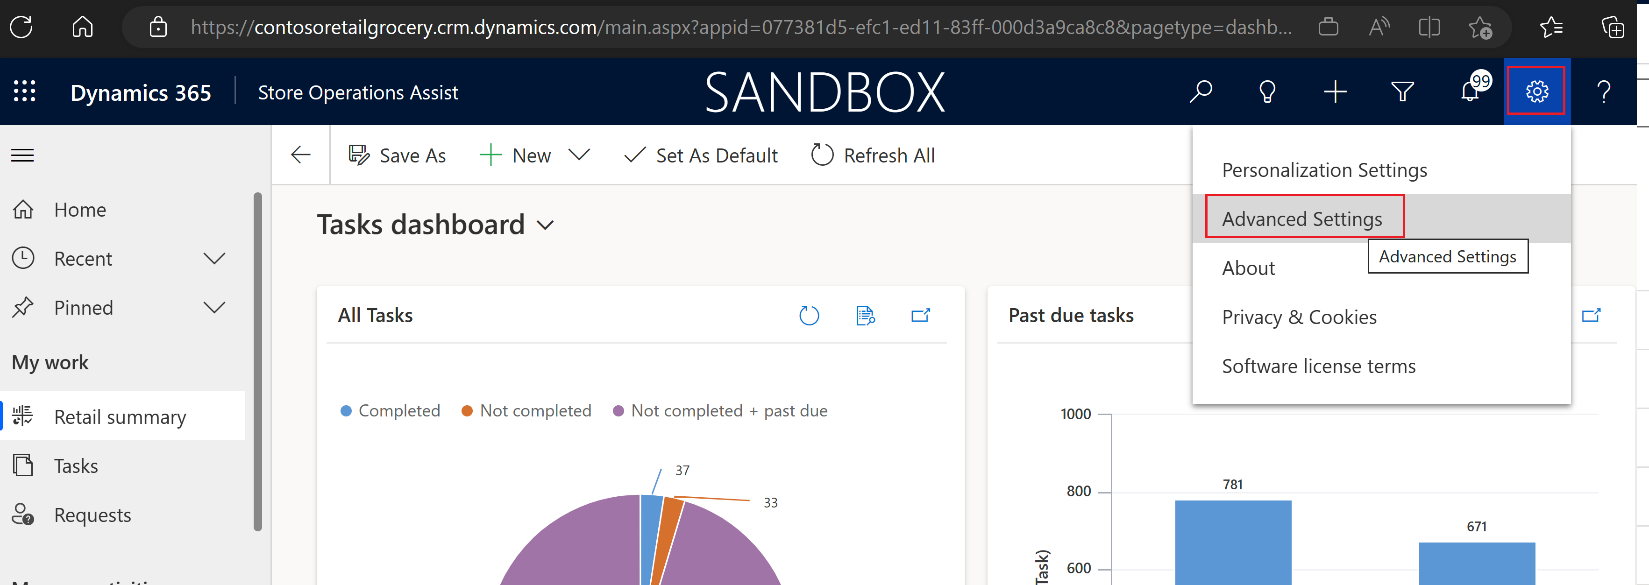 https://contosoretailgrocery.crm.dynamics.com/main.aspx?appid=077381d5-efc1-ed11-83ff-000d3a9ca8c8&pagetype=dashb...
Dynamics 365
Store Operations Assist
SANDBOX
99
?
Save As
New
Set As Default
Refresh All
Personalization Settings
Advanced Settings
Advanced Settings
About
Privacy & Cookies
Software license terms
Home
Recent
Pinned
My work
Retail summary
Tasks
Requests
Tasks dashboard
All Tasks
Completed
Not completed
Not completed + past due
37
33
Past due tasks
1000
800
600
781
671
Task)